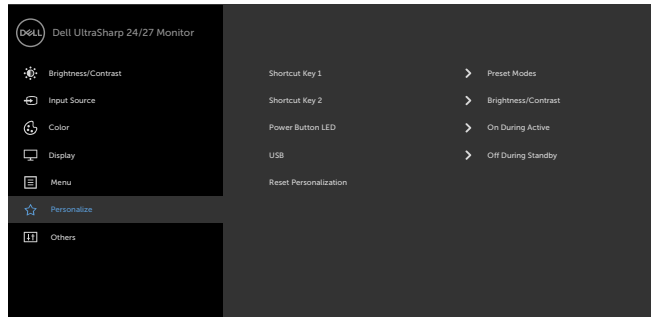 DELL Dell UltraSharp 24/27 Monitor
Brightness/Contrast
Input Source
Color
Display
Menu
Personalize
Others
Shortcut Key 1 > Preset Modes
Shortcut Key 2 > Brightness/Contrast
Power Button LED > On During Active
USB > Off During Standby
Reset Personalization